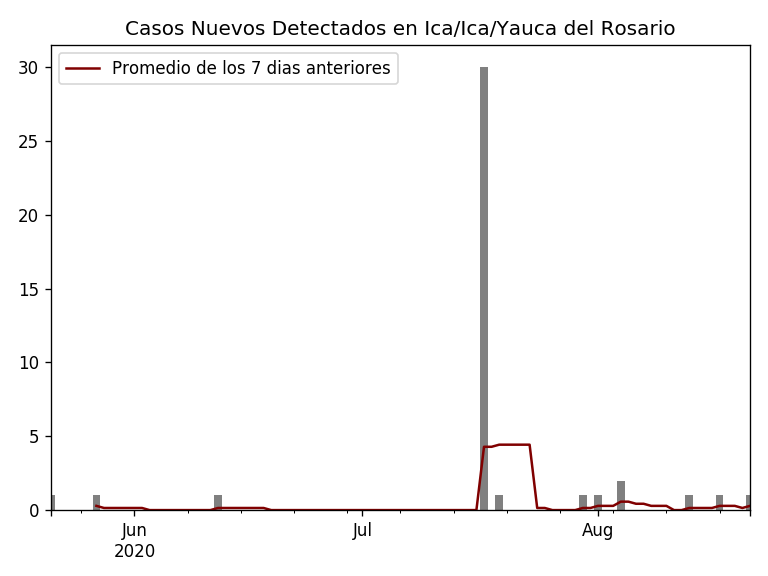 Casos Nuevos Detectados en Ica/Ica/Yauca del Rosario
Promedio de los 7 dias anteriores
30
25
20
15
10
5
0
Jun
2020
Jul
Aug